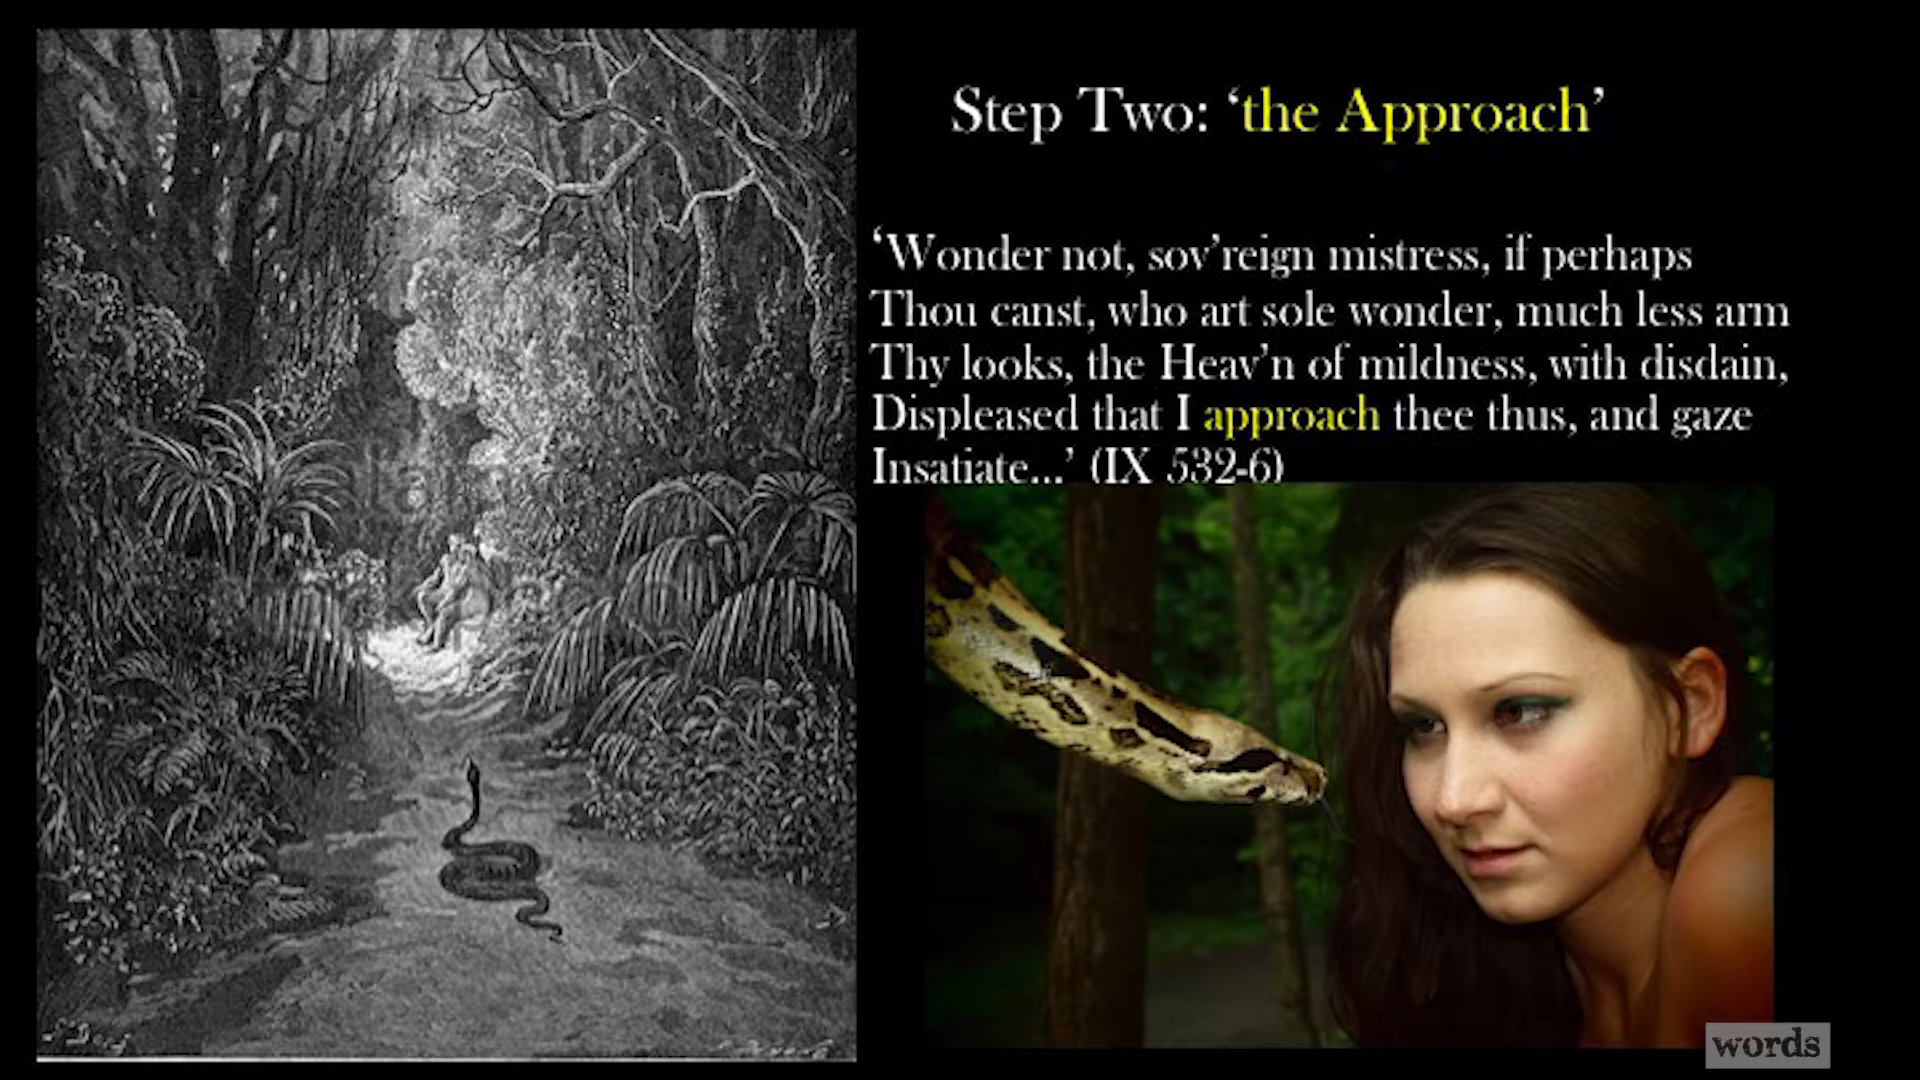 Step Two: ‘the Approach’
‘Wonder not, sov’reign mistress, if perhaps
Thou canst, who art sole wonder, much less arm
Thy looks, the Heav’n of mildness, with disdain,
Displeased that I approach thee thus, and gaze
Insatiate...’ (IX 532-6)
words